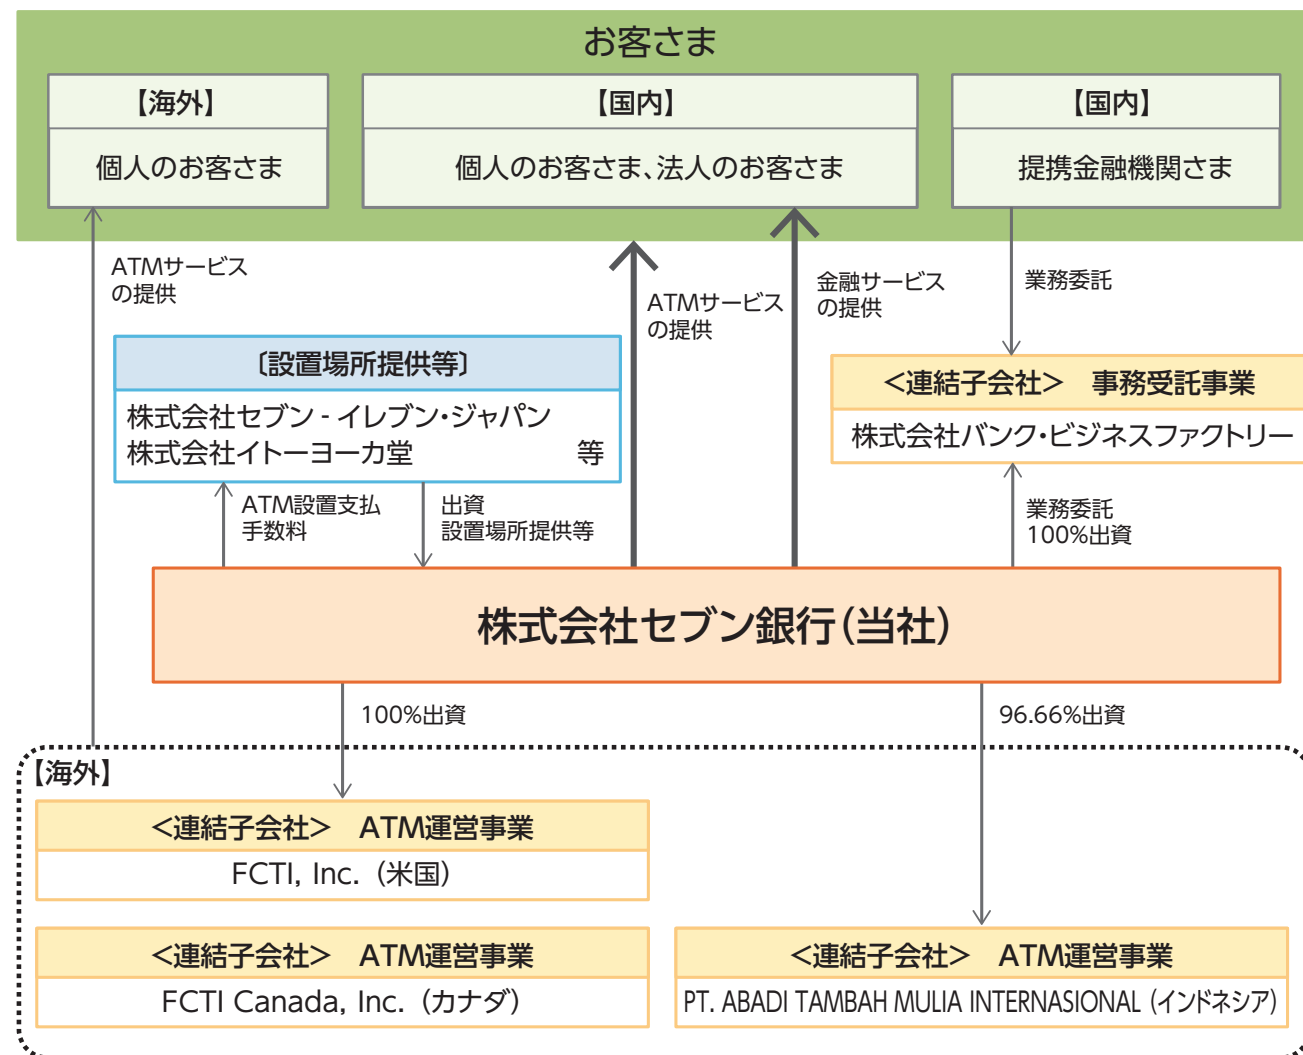 お客さま
【海外】
個人のお客さま
【国内】
個人のお客さま、法人のお客さま
【国内】
提携金融機関さま
ATMサービス
の提供
ATMサービス
の提供
金融サービス
の提供
業務委託
〔設置場所提供等〕
株式会社セブン‐イレブン・ジャパン
株式会社イトーヨーカ堂　等
<連結子会社>　事務受託事業
株式会社バンク・ビジネスファクトリー
ATM設置支払
手数料
出資
設置場所提供等
業務委託
100%出資
株式会社セブン銀行(当社)
100%出資
96.66%出資
【海外】
<連結子会社>　ATM運営事業
FCTI, Inc.（米国）
<連結子会社>　ATM運営事業
FCTI Canada, Inc.（カナダ）
<連結子会社>　ATM運営事業
PT. ABADI TAMBAH MULIA INTERNASIONAL（インドネシア）